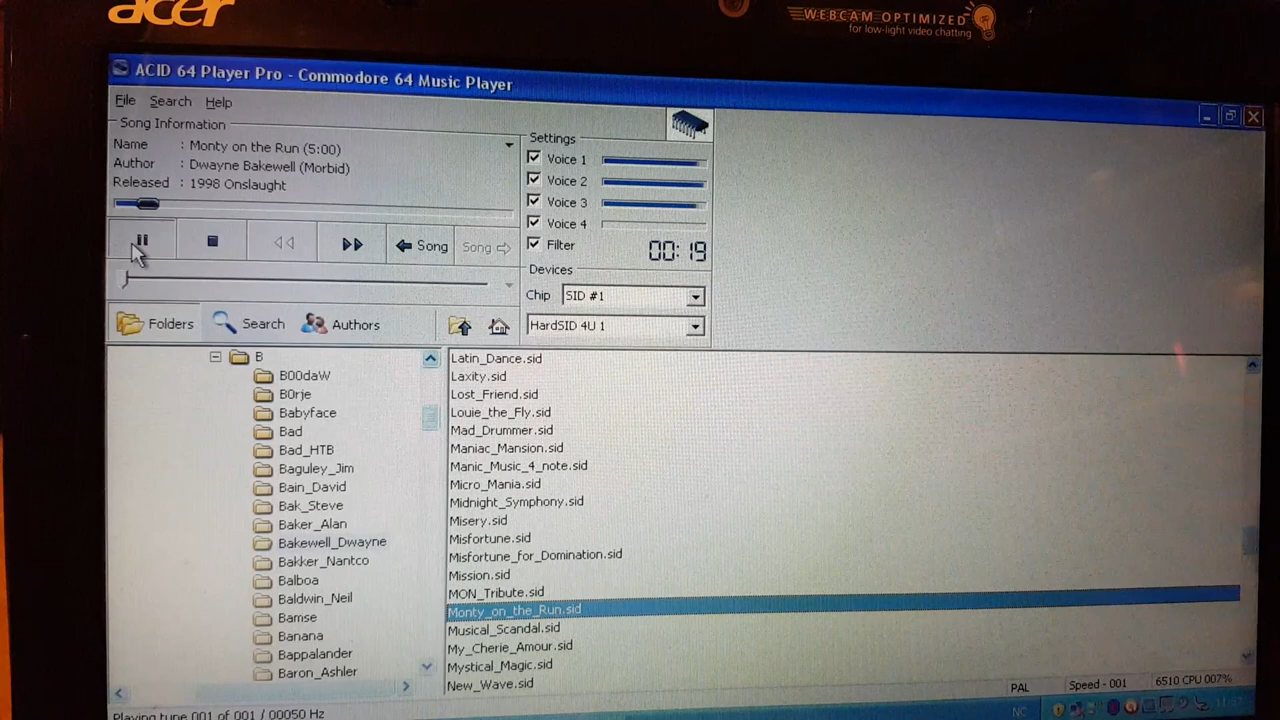 acer
WEBCAM OPTIMIZED
for low-light video chatting
ACID 64 Player Pro - Commodore 64 Music Player
File Search Help
Song Information
Name : Monty on the Run (5:00)
Author : Dwayne Bakewell (Morbid)
Released : 1998 Onslaught
Song Song
Settings
Voice 1
Voice 2
Voice 3
Voice 4
Filter
00:19
Devices
Chip SID #1
HardSID 4U 1
Folders Search Authors
B
B00daW
B0rje
Babyface
Bad
Bad_HTB
Baguley_Jim
Bain_David
Bak_Steve
Baker_Alan
Bakewell_Dwayne
Bakker_Nantco
Balboa
Baldwin_Neil
Bamse
Banana
Bappalander
Baron_Ashler
Latin_Dance.sid
Laxity.sid
Lost_Friend.sid
Louie_the_Fly.sid
Mad_Drummer.sid
Maniac_Mansion.sid
Manic_Music_4_note.sid
Micro_Mania.sid
Midnight_Symphony.sid
Misery.sid
Misfortune.sid
Misfortune_for_Domination.sid
Mission.sid
MON_Tribute.sid
Monty_on_the_Run.sid
Musical_Scandal.sid
My_Cherie_Amour.sid
Mystical_Magic.sid
New_Wave.sid
Playing tune 001 of 001 / 00050 Hz
PAL Speed - 001 6510 CPU 007%
NO